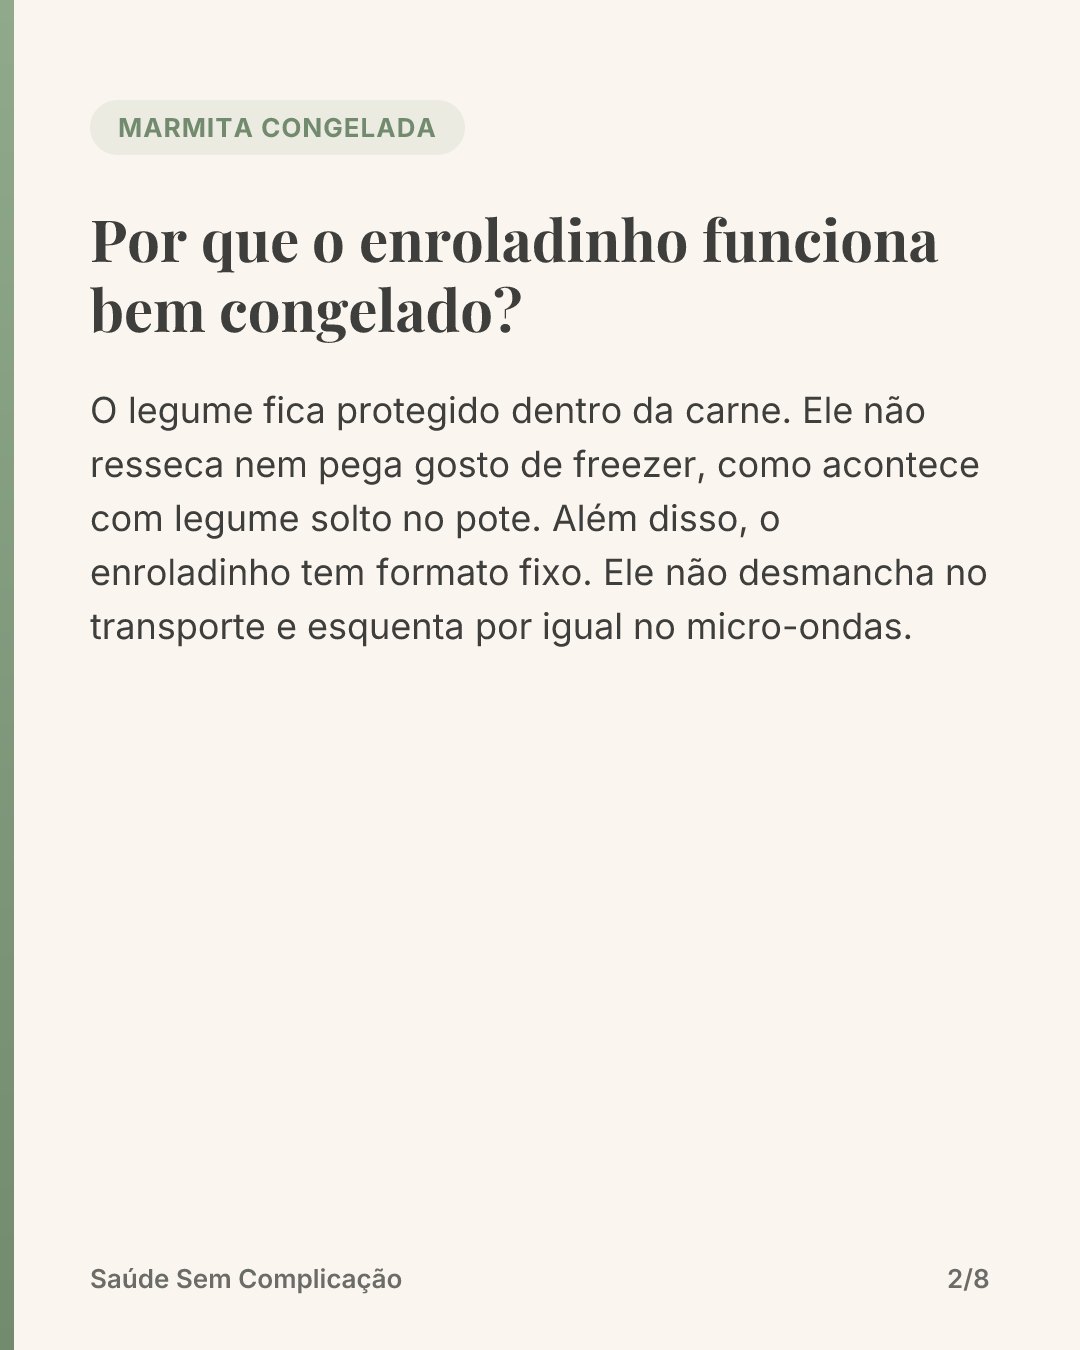 MARMITA CONGELADA
Por que o enroladinho funciona
bem congelado?
O legume fica protegido dentro da carne. Ele não
resseca nem pega gosto de freezer, como acontece
com legume solto no pote. Além disso, o
enroladinho tem formato fixo. Ele não desmancha no
transporte e esquenta por igual no micro-ondas.
Saúde Sem Complicação
2/8